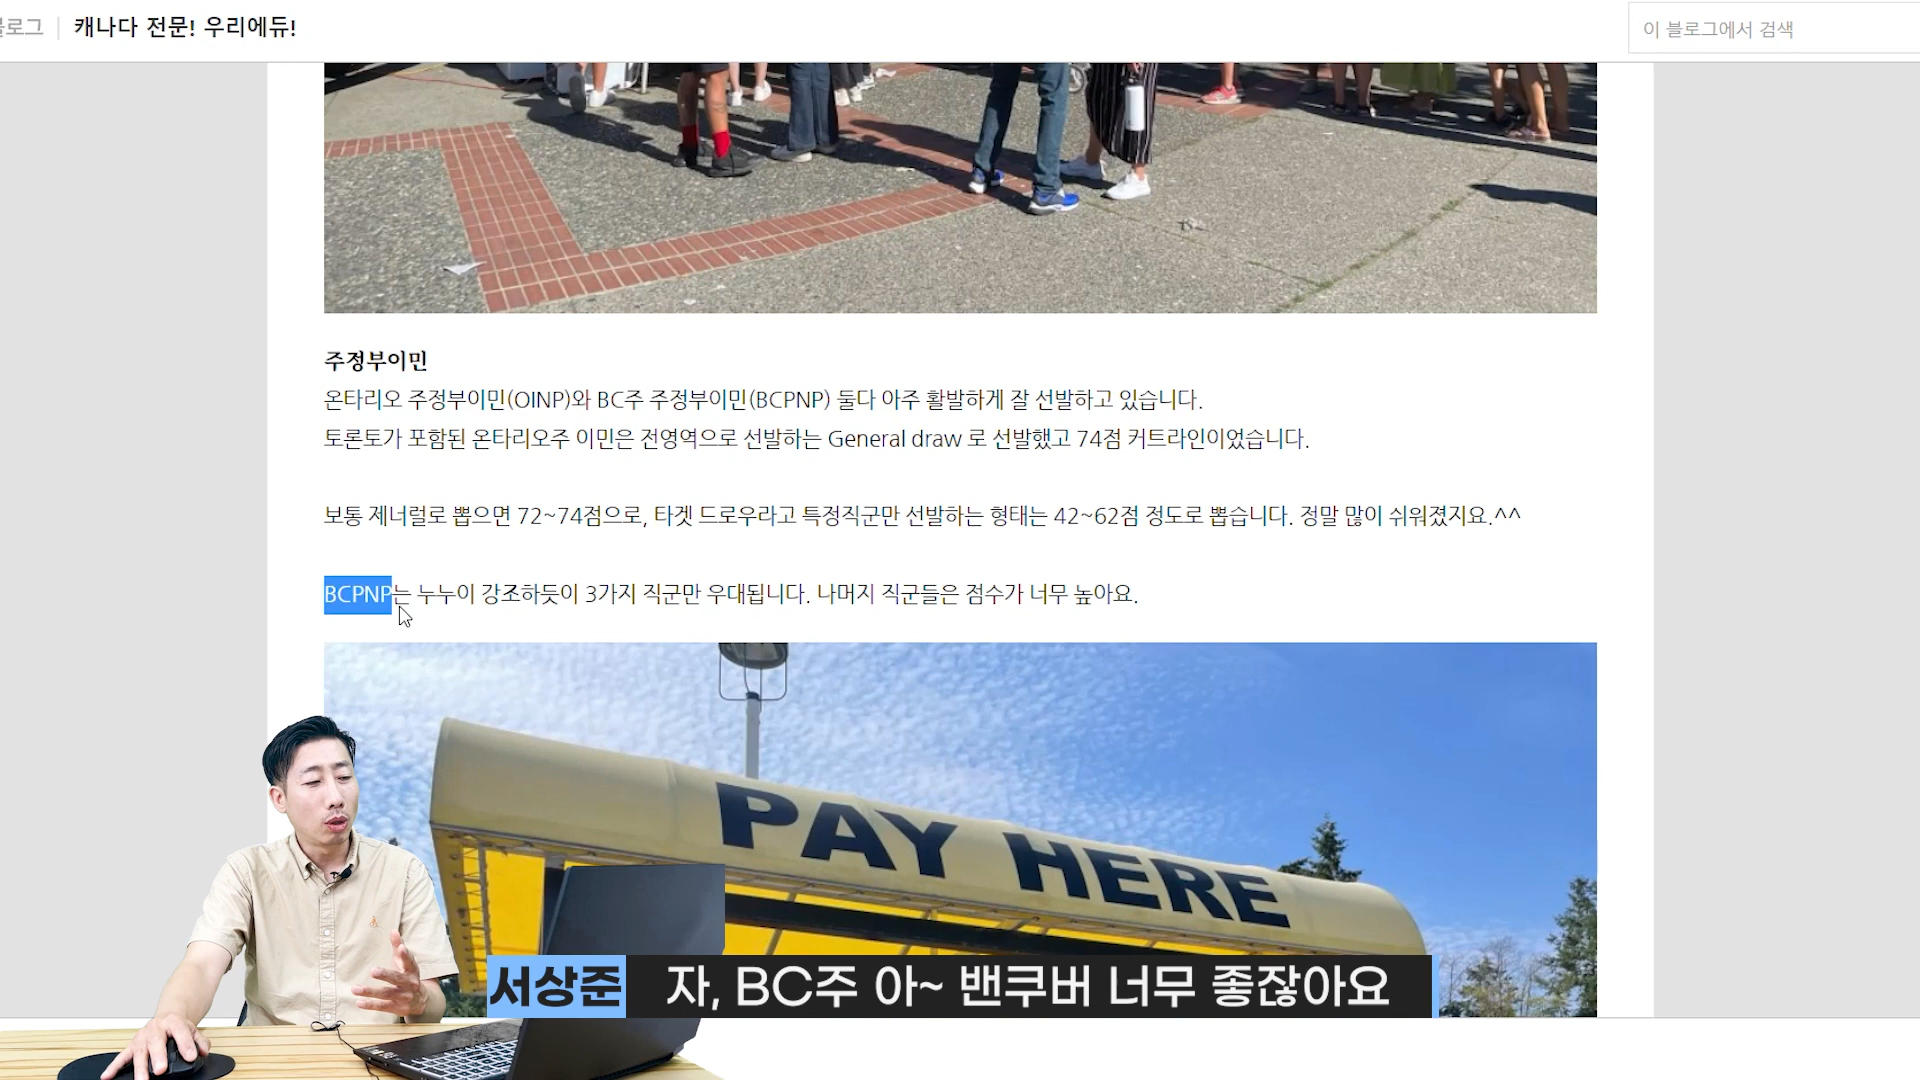 블로그 | 캐나다 전문! 우리에듀!
이 블로그에서 검색
주정부이민
온타리오 주정부이민(OINP)와 BC주 주정부이민(BCPNP) 둘다 아주 활발하게 잘 선발하고 있습니다.
토론토가 포함된 온타리오주 이민은 전영역으로 선발하는 General draw 로 선발했고 74점 커트라인이었습니다.
보통 제너럴로 뽑으면 72~74점으로, 타겟 드로우라고 특정직군만 선발하는 형태는 42~62점 정도로 뽑습니다. 정말 많이 쉬워졌지요.^^
BCPNP는 누누이 강조하듯이 3가지 직군만 우대됩니다. 나머지 직군들은 점수가 너무 높아요.
PAY HERE
서상준 자, BC주 아~ 밴쿠버 너무 좋잖아요